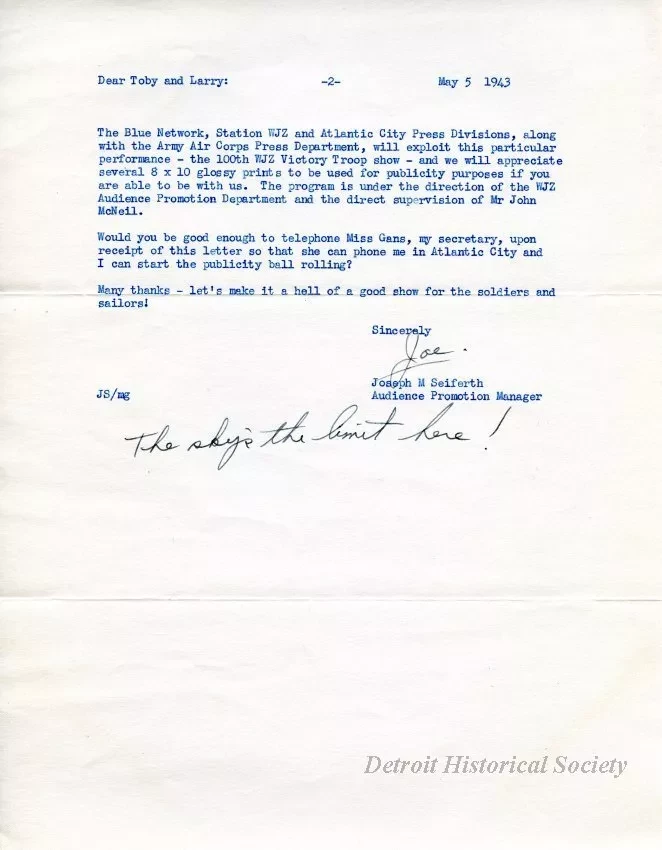 Dear Toby and Larry: -2- May 5 1943
The Blue Network, Station WJZ and Atlantic City Press Divisions, along
with the Army Air Corps Press Department, will exploit this particular
performance - the 100th WJZ Victory Troop show - and we will appreciate
several 8 x 10 glossy prints to be used for publicity purposes if you
are able to be with us. The program is under the direction of the WJZ
Audience Promotion Department and the direct supervision of Mr John
McNeil.
Would you be good enough to telephone Miss Gans, my secretary, upon
receipt of this letter so that she can phone me in Atlantic City and
I can start the publicity ball rolling?
Many thanks - let's make it a hell of a good show for the soldiers and
sailors!
Sincerely
Joe.
Joseph M Seiferth
JS/mg Audience Promotion Manager
The sky's the limit here!
Detroit Historical Society